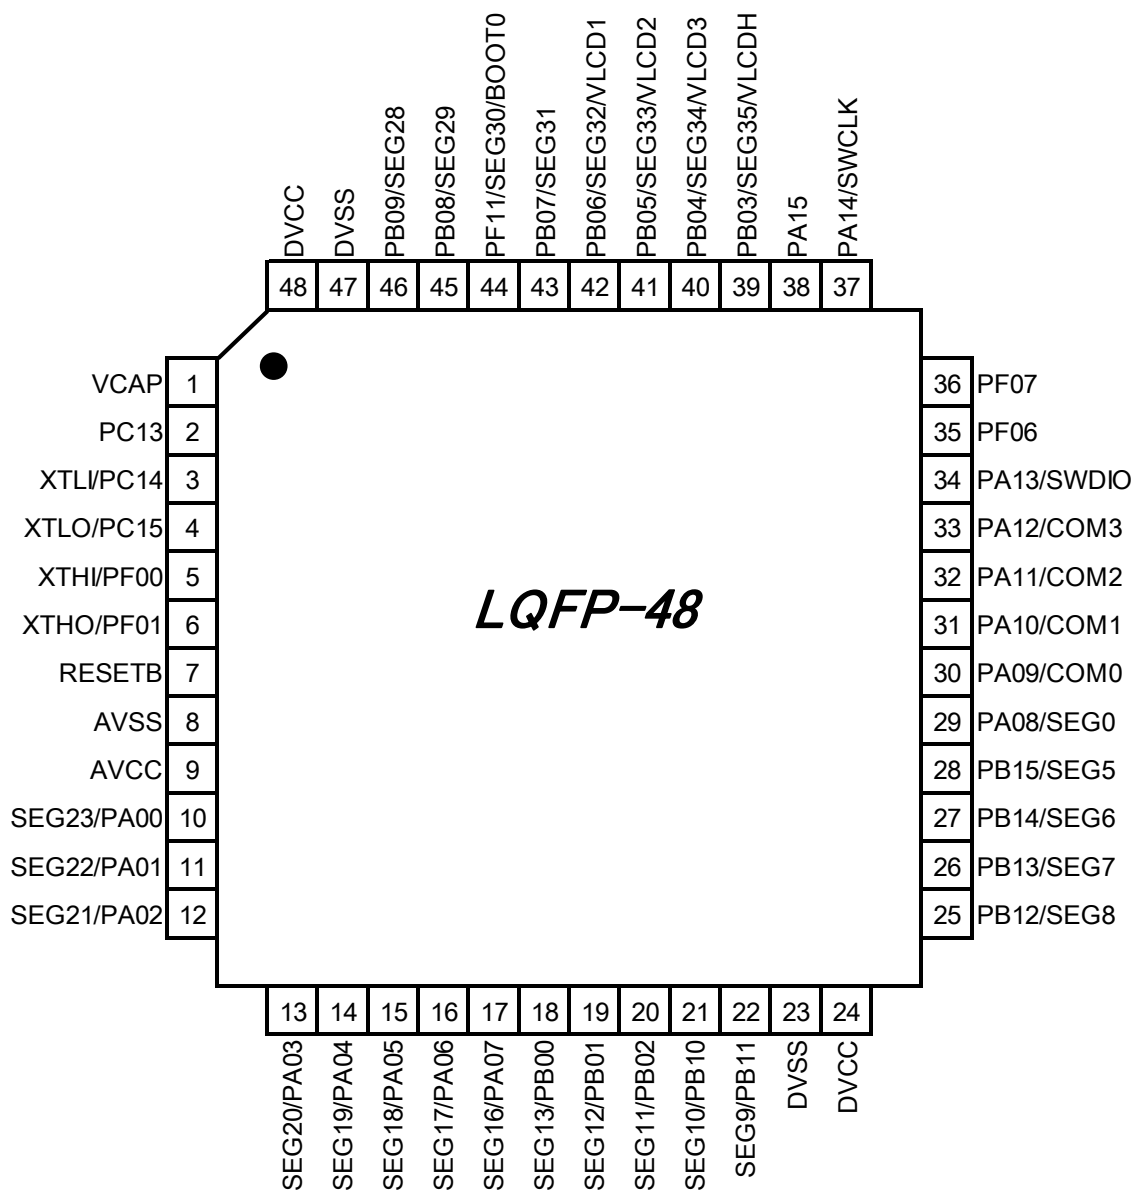 DVCC
DVSS
PB09/SEG28
PB08/SEG29
PF11/SEG30/BOOT0
PB07/SEG31
PB06/SEG32/VLCD1
PB05/SEG33/VLCD2
PB04/SEG34/VLCD3
PB03/SEG35/VLCDH
PA15
PA14/SWCLK
48 47 46 45 44 43 42 41 40 39 38 37
VCAP 1
PC13 2
XTLI/PC14 3
XTLO/PC15 4
XTHI/PF00 5
XTHO/PF01 6
RESETB 7
AVSS 8
AVCC 9
SEG23/PA00 10
SEG22/PA01 11
SEG21/PA02 12
LQFP-48
36 PF07
35 PF06
34 PA13/SWDIO
33 PA12/COM3
32 PA11/COM2
31 PA10/COM1
30 PA09/COM0
29 PA08/SEG0
28 PB15/SEG5
27 PB14/SEG6
26 PB13/SEG7
25 PB12/SEG8
13 14 15 16 17 18 19 20 21 22 23 24
SEG20/PA03
SEG19/PA04
SEG18/PA05
SEG17/PA06
SEG16/PA07
SEG13/PB00
SEG12/PB01
SEG11/PB02
SEG10/PB10
SEG9/PB11
DVSS
DVCC